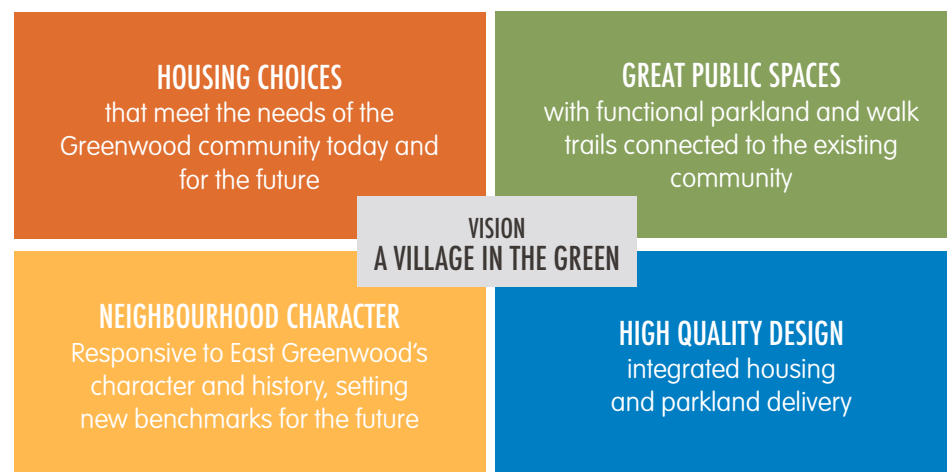 HOUSING CHOICES
that meet the needs of the
Greenwood community today and
for the future
GREAT PUBLIC SPACES
with functional parkland and walk
trails connected to the existing
community
VISION
A VILLAGE IN THE GREEN
NEIGHBOURHOOD CHARACTER
Responsive to East Greenwood's
character and history, setting
new benchmarks for the future
HIGH QUALITY DESIGN
integrated housing
and parkland delivery